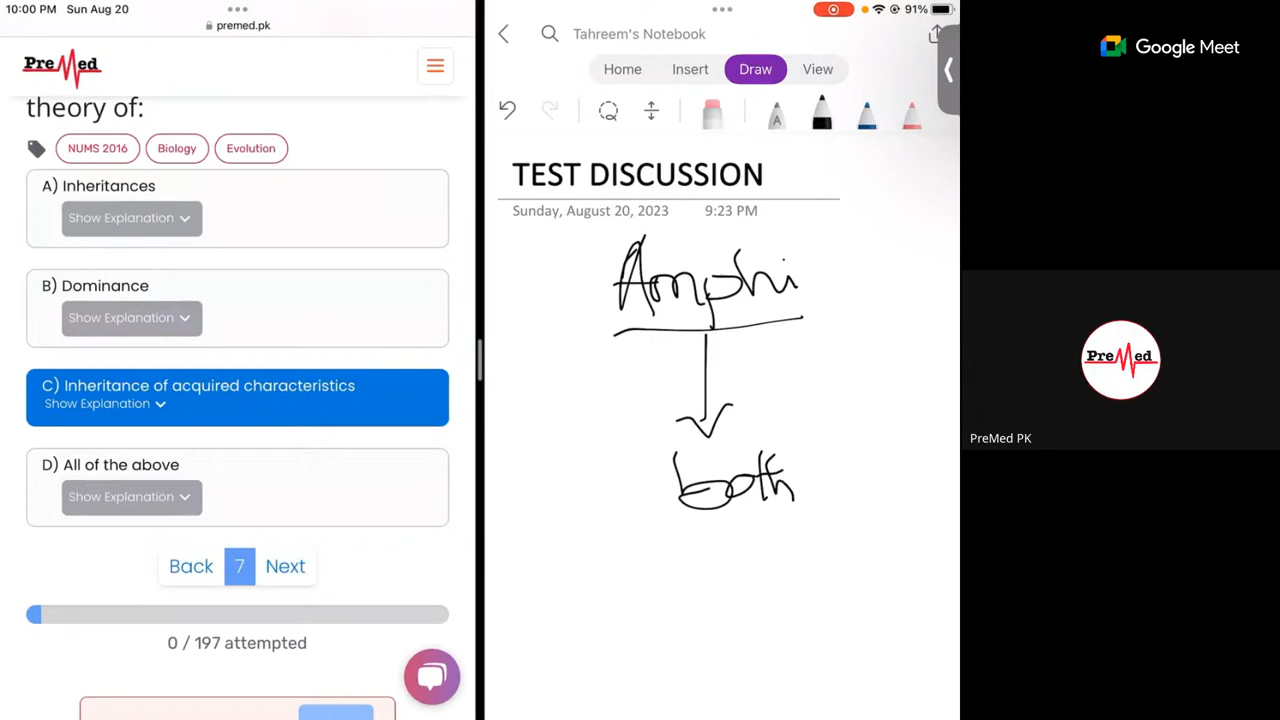 10:00 PM Sun Aug 20
premed.pk
PreMed
theory of:
NUMS 2016
Biology
Evolution
A) Inheritances
Show Explanation
B) Dominance
Show Explanation
C) Inheritance of acquired characteristics
Show Explanation
D) All of the above
Show Explanation
Back 7 Next
0 / 197 attempted
91%
Tahreem's Notebook
Home Insert Draw View
A
TEST DISCUSSION
Sunday, August 20, 2023 9:23 PM
Amphi
both
Google Meet
PreMed
PreMed PK